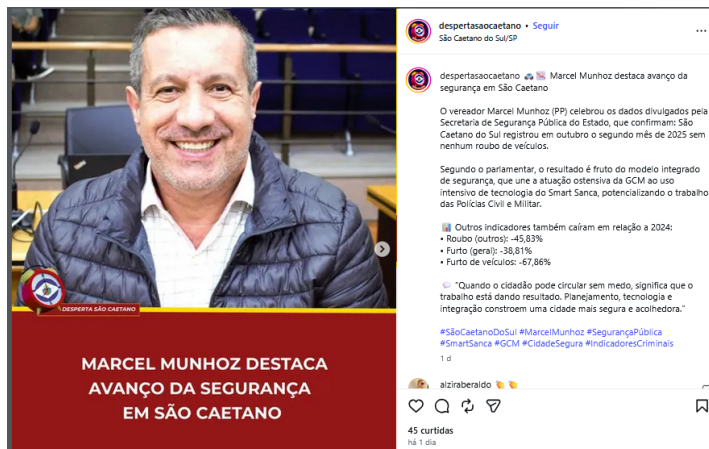 DESPERTA SÃO CAETANO
MARCEL MUNHOZ DESTACA
AVANÇO DA SEGURANÇA
EM SÃO CAETANO
despertasaocaetano • Seguir
São Caetano do Sul/SP
despertasaocaetano 🚓 Marcel Munhoz destaca avanço da
segurança em São Caetano
O vereador Marcel Munhoz (PP) celebrou os dados divulgados pela
Secretaria de Segurança Pública do Estado, que confirmam: São
Caetano do Sul registrou em outubro o segundo mês de 2025 sem
nenhum roubo de veículos.
Segundo o parlamentar, o resultado é fruto do modelo integrado
de segurança, que une a atuação ostensiva da GCM ao uso
intensivo de tecnologia do Smart Sanca, potencializando o trabalho
das Polícias Civil e Militar.
📊 Outros indicadores também caíram em relação a 2024:
• Roubo (outros): -45,83%
• Furto (geral): -38,81%
• Furto de veículos: -67,86%
💬 "Quando o cidadão pode circular sem medo, significa que o
trabalho está dando resultado. Planejamento, tecnologia e
integração constroem uma cidade mais segura e acolhedora."
#SãoCaetanoDoSul #MarcelMunhoz #SegurançaPública
#SmartSanca #GCM #CidadeSegura #IndicadoresCriminais
1 d
alziraberaldo 👏 👏
45 curtidas
há 1 dia